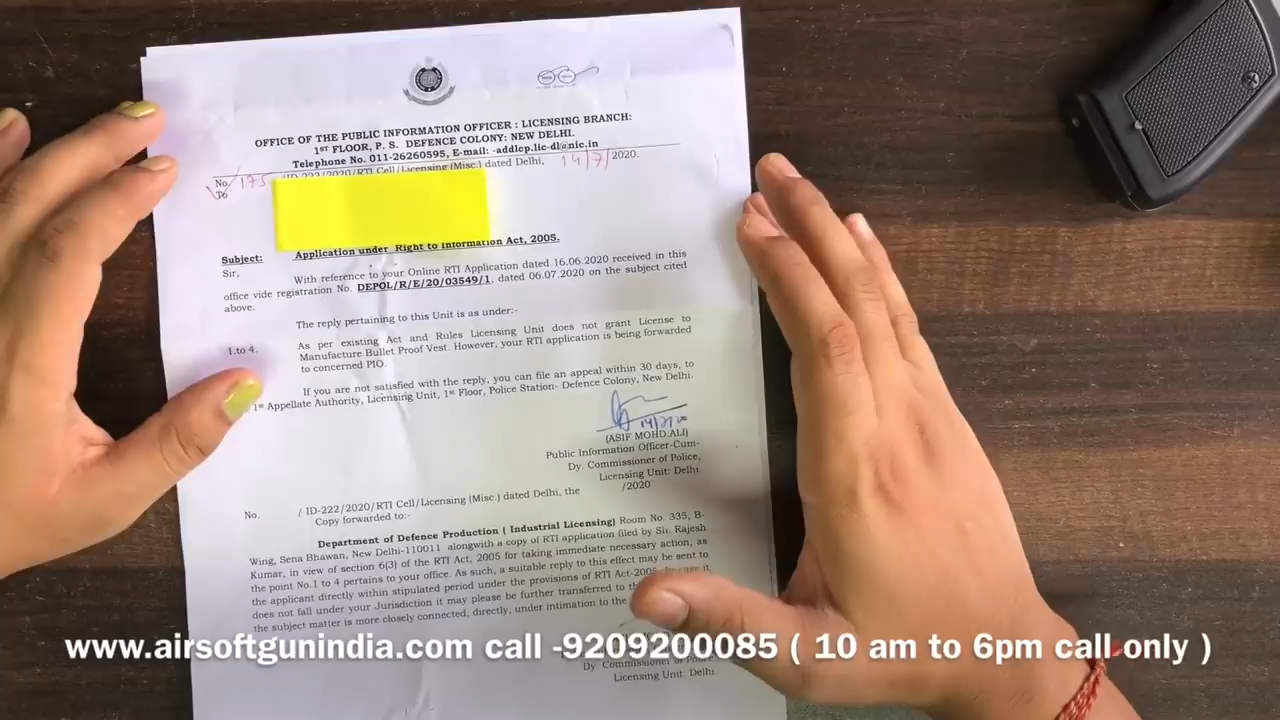 OFFICE OF THE PUBLIC INFORMATION OFFICER : LICENSING BRANCH:
1ST FLOOR, P. S. DEFENCE COLONY: NEW DELHI.
Telephone No. 011-26260595, E-mail: -addlcp.lic-dl@nic.in
No. 175 /ID-222/2020/RTI Cell/Licensing (Misc.) dated Delhi, 14/7/2020.
Subject: Application under Right to Information Act, 2005.
Sir,
With reference to your Online RTI Application dated 16.06.2020 received in this
office vide registration No. DEPOL/R/E/20/03549/1, dated 06.07.2020 on the subject cited
above.
The reply pertaining to this Unit is as under:-
1.to 4. As per existing Act and Rules Licensing Unit does not grant License to
Manufacture Bullet Proof Vest. However, your RTI application is being forwarded
to concerned PIO.
If you are not satisfied with the reply, you can file an appeal within 30 days, to
1st Appellate Authority, Licensing Unit, 1st Floor, Police Station- Defence Colony, New Delhi.
14/7/20
(ASIF MOHD.ALI)
Public Information Officer-Cum-
Dy. Commissioner of Police,
Licensing Unit: Delhi.
No. / ID-222/2020/RTI Cell/Licensing (Misc.) dated Delhi, the /2020
Copy forwarded to:-
Department of Defence Production ( Industrial Licensing) Room No. 335, B-
Wing, Sena Bhawan, New Delhi-110011 alongwith a copy of RTI application filed by Sh. Rajesh
Kumar, in view of section 6(3) of the RTI Act, 2005 for taking immediate necessary action, as
the point No.1 to 4 pertains to your office. As such, a suitable reply to this effect may be sent to
the applicant directly within stipulated period under the provisions of RTI Act-2005. In case it
does not fall under your Jurisdiction it may please be further transferred to the
the subject matter is more closely connected, directly, under intimation to the
www.airsoftgunindia.com call -9209200085 ( 10 am to 6pm call only )
Dy. Commissioner of Police
Licensing Unit: Delhi.